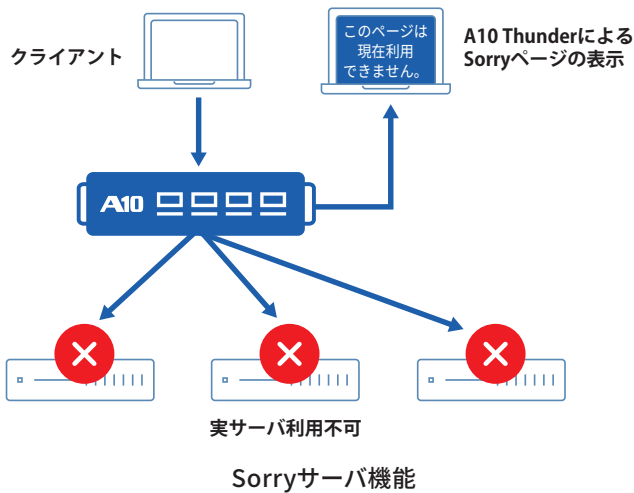 クライアント
このページは
現在利用
できません。
A10 Thunderによる
Sorryページの表示
A10
実サーバ利用不可
Sorryサーバ機能